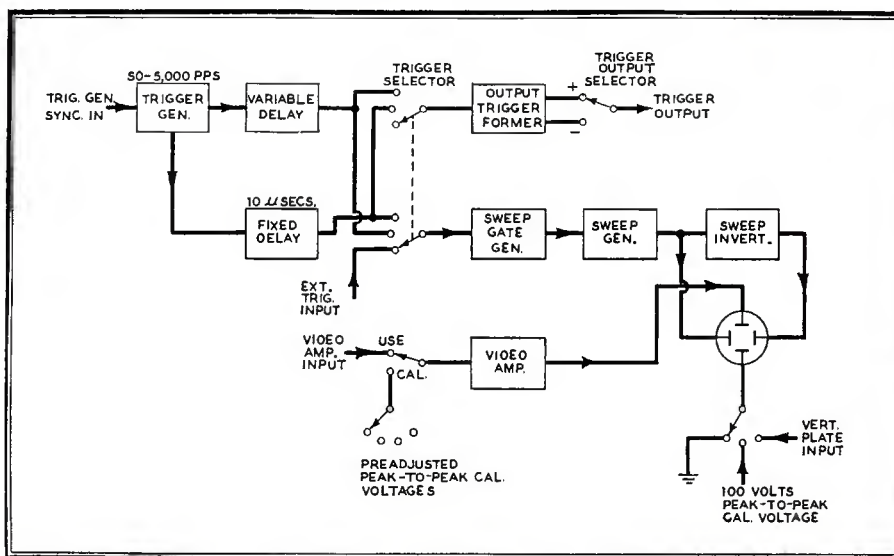 50-5,000 PPS
TRIG. GEN.
SYNC. IN
TRIGGER
GEN.
VARIABLE
DELAY
TRIGGER
SELECTOR
OUTPUT
TRIGGER
FORMER
+
−
TRIGGER
OUTPUT
SELECTOR
TRIGGER
OUTPUT
10 µSECS.
FIXED
DELAY
EXT.
TRIG.
INPUT
SWEEP
GATE
GEN.
SWEEP
GEN.
SWEEP
INVERT.
VIDEO
AMP.
INPUT
USE
CAL.
VIDEO
AMP.
PREADJUSTED
PEAK-TO-PEAK CAL.
VOLTAGES
VERT.
PLATE
INPUT
100 VOLTS
PEAK-TO-PEAK
CAL. VOLTAGE